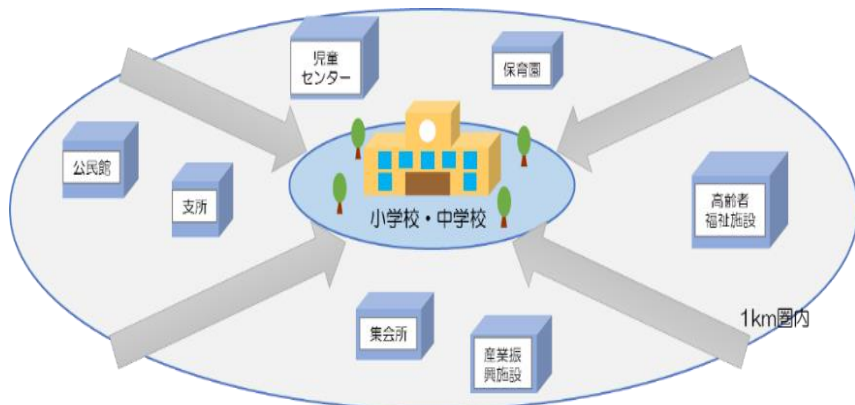 児童
センター
保育園
公民館
支所
高齢者
福祉施設
小学校・中学校
集会所
産業振
興施設
1km圏内